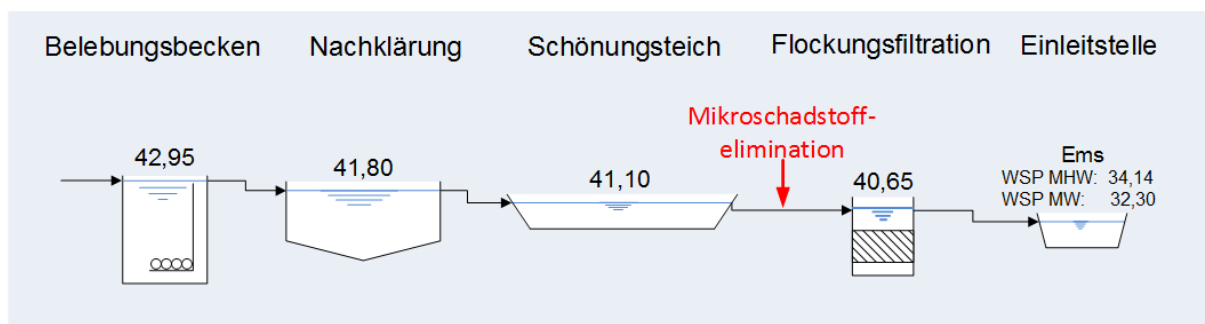 Belebungsbecken
Nachklärung
Schönungsteich
Flockungsfiltration
Einleitstelle
Mikroschadstoff-
elimination
42,95
41,80
41,10
40,65
Ems
WSP MHW: 34,14
WSP MW: 32,30